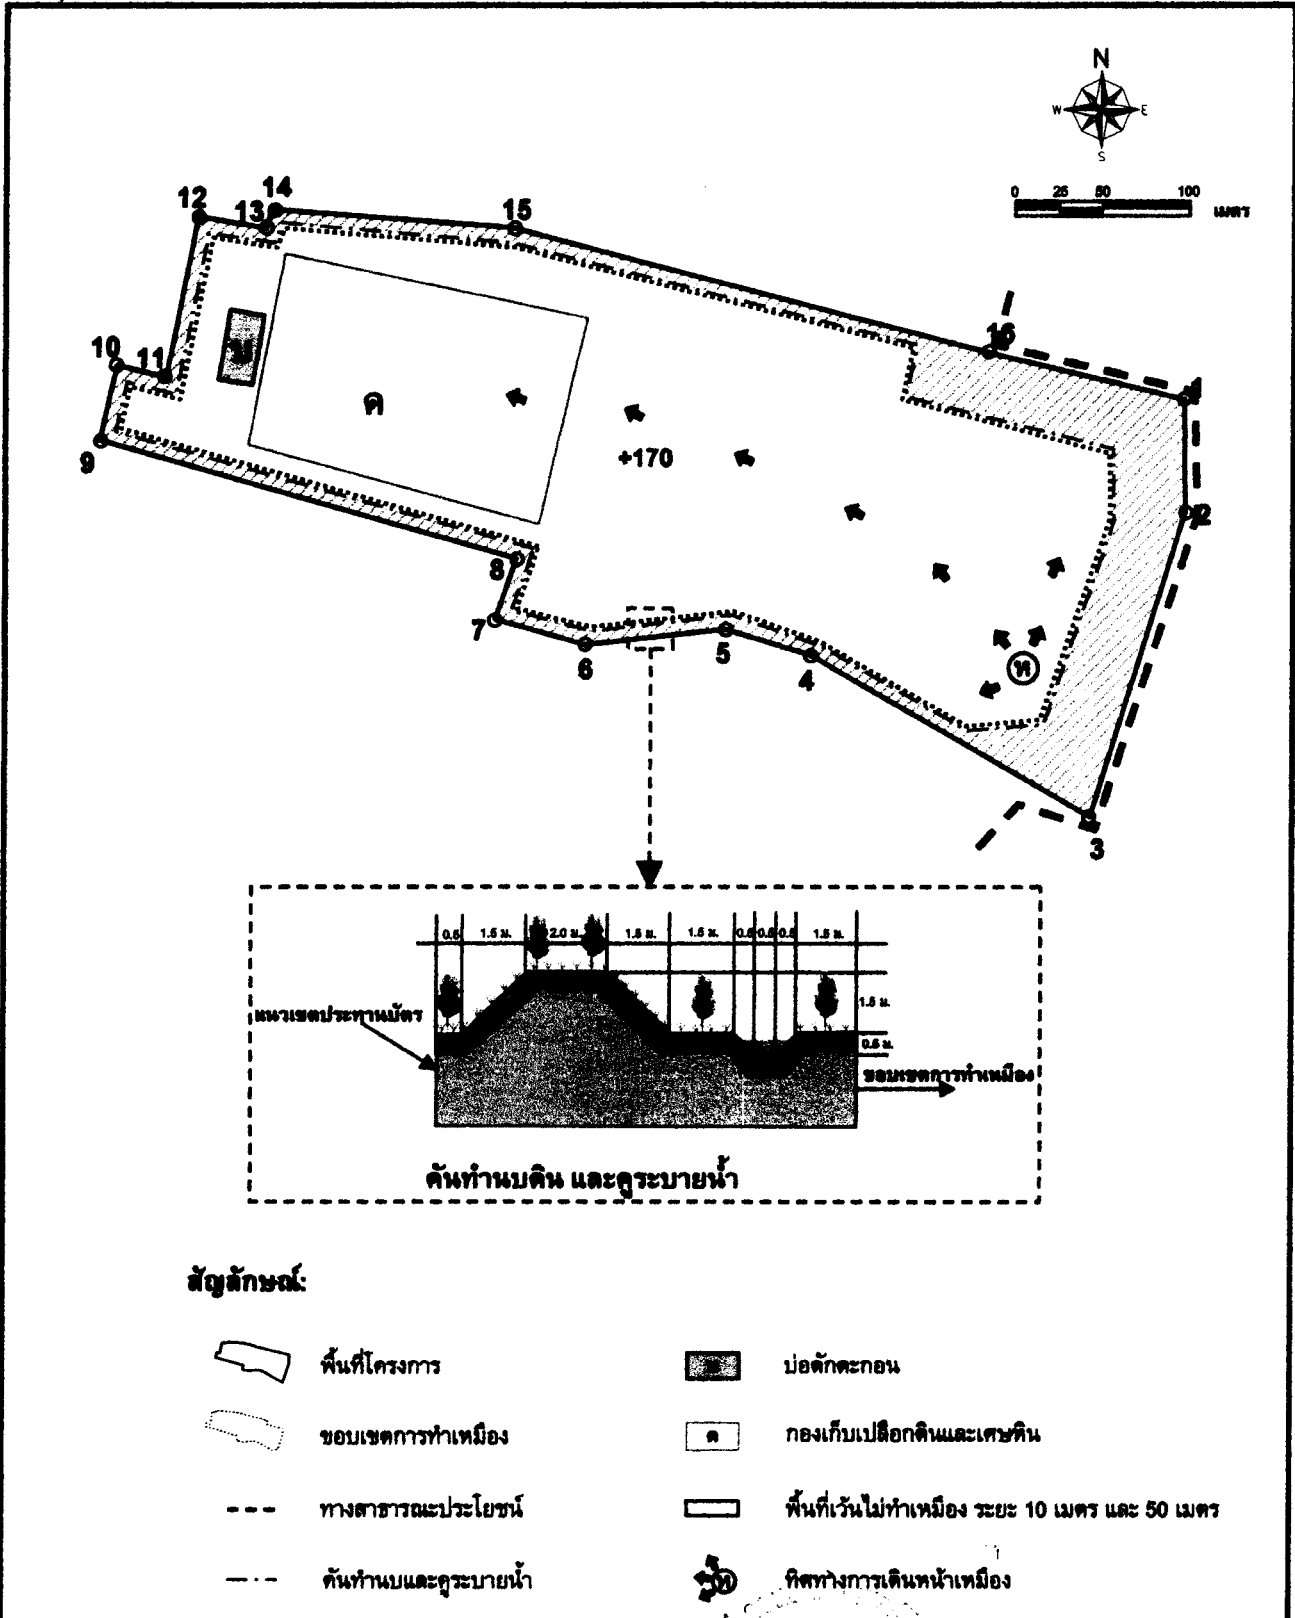 N
W E
S
0 25 50 100 เมตร
14
12 13 15
16
10 11 บ 1
ค
+170
9 2
8
7 6 5 4 ห
3
0.5 1.5 ม. 2.0 ม. 1.5 ม. 1.5 ม. 0.5 0.5 0.5 1.5 ม.
แนวเขตประทานบัตร 1.5 ม.
0.5 ม.
ขอบเขตการทำเหมือง
คันทำนบดิน และคูระบายน้ำ
สัญลักษณ์:
พื้นที่โครงการ บ่อดักตะกอน
ขอบเขตการทำเหมือง ค กองเก็บเปลือกดินและเศษหิน
ทางสาธารณะประโยชน์ พื้นที่เว้นไม่ทำเหมือง ระยะ 10 เมตร และ 50 เมตร
คันทำนบและคูระบายน้ำ ห ทิศทางการเดินหน้าเหมือง